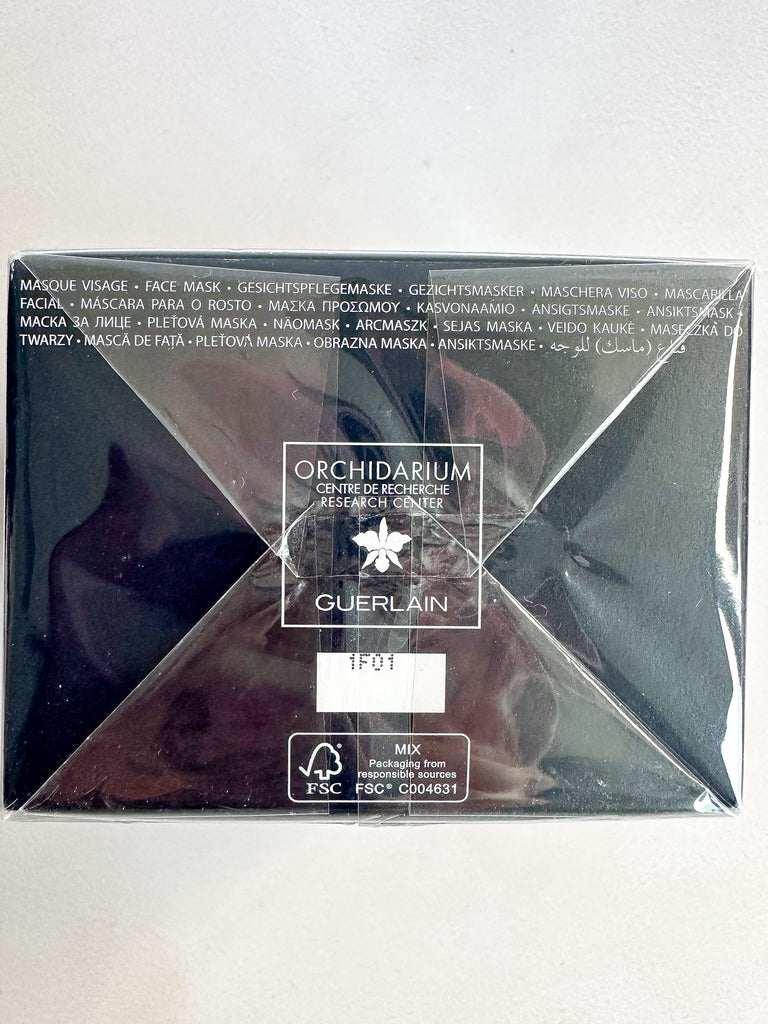 MASQUE VISAGE • FACE MASK • GESICHTSPFLEGEMASKE • GEZICHTSMASKER • MASCHERA VISO • MASCARILLA
FACIAL • MÁSCARA PARA O ROSTO • ΜΑΣΚΑ ΠΡΟΣΩΜΟΥ • KASVONAAMIO • ANSIGTSMASKE • ANSIKTSMASK •
МАСКА ЗА ЛИЦЕ • PLEŤOVÁ MASKA • NÄOMASK • ARCMASZK • SEJAS MASKA • VEIDO KAUKĖ • MASECZKA DO
TWARZY • MASCĂ DE FAȚĂ • PLEŤOVÁ MASKA • OBRAZNA MASKA • ANSIKTSMASKE • قناع (ماسك) للوجه
ORCHIDARIUM
CENTRE DE RECHERCHE
RESEARCH CENTER
GUERLAIN
1F01
FSC
MIX
Packaging from
responsible sources
FSC® C004631